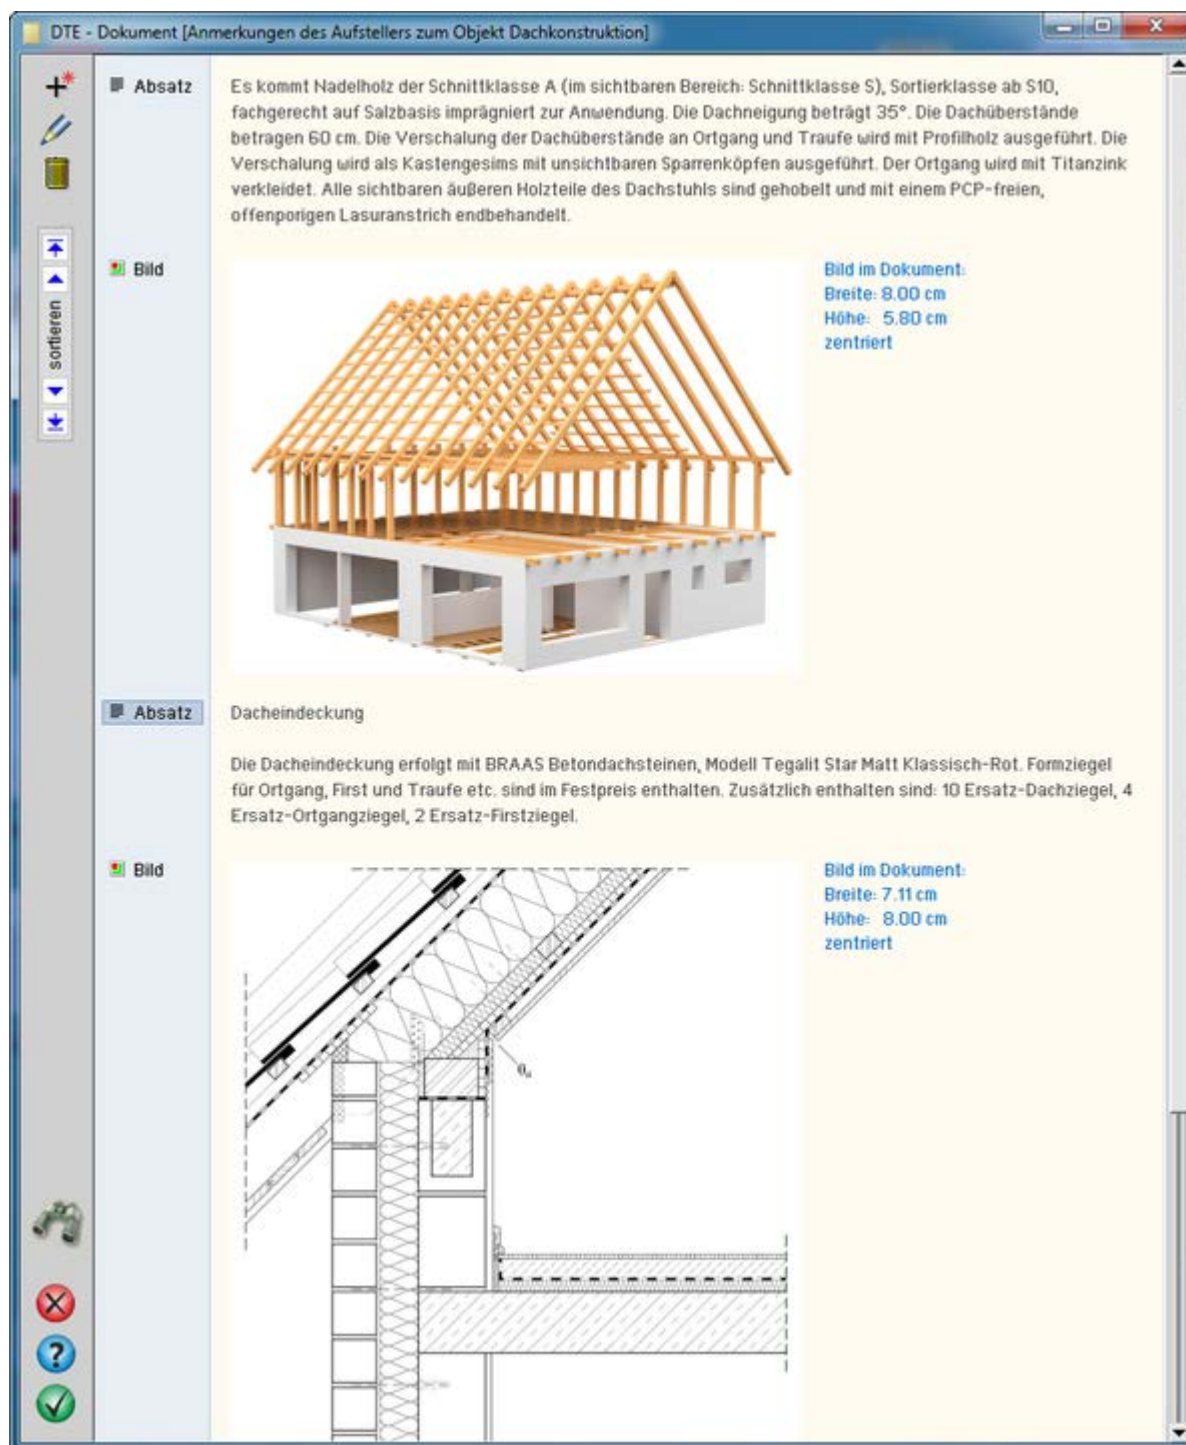 DTE - Dokument [Anmerkungen des Aufstellers zum Objekt Dachkonstruktion]
Absatz
Es kommt Nadelholz der Schnittklasse A (im sichtbaren Bereich: Schnittklasse S), Sortierklasse ab S10,
fachgerecht auf Salzbasis imprägniert zur Anwendung. Die Dachneigung beträgt 35°. Die Dachüberstände
betragen 60 cm. Die Verschalung der Dachüberstände an Ortgang und Traufe wird mit Profilholz ausgeführt. Die
Verschalung wird als Kastengesims mit unsichtbaren Sparrenköpfen ausgeführt. Der Ortgang wird mit Titanzink
verkleidet. Alle sichtbaren äußeren Holzteile des Dachstuhls sind gehobelt und mit einem PCP-freien,
offenporigen Lasuranstrich endbehandelt.
sortieren
Bild
Bild im Dokument:
Breite: 8.00 cm
Höhe: 5.80 cm
zentriert
Absatz
Dacheindeckung
Die Dacheindeckung erfolgt mit BRAAS Betondachsteinen, Modell Tegalit Star Matt Klassisch-Rot. Formziegel
für Ortgang, First und Traufe etc. sind im Festpreis enthalten. Zusätzlich enthalten sind: 10 Ersatz-Dachziegel, 4
Ersatz-Ortgangziegel, 2 Ersatz-Firstziegel.
Bild
Bild im Dokument:
Breite: 7.11 cm
Höhe: 8.00 cm
zentriert